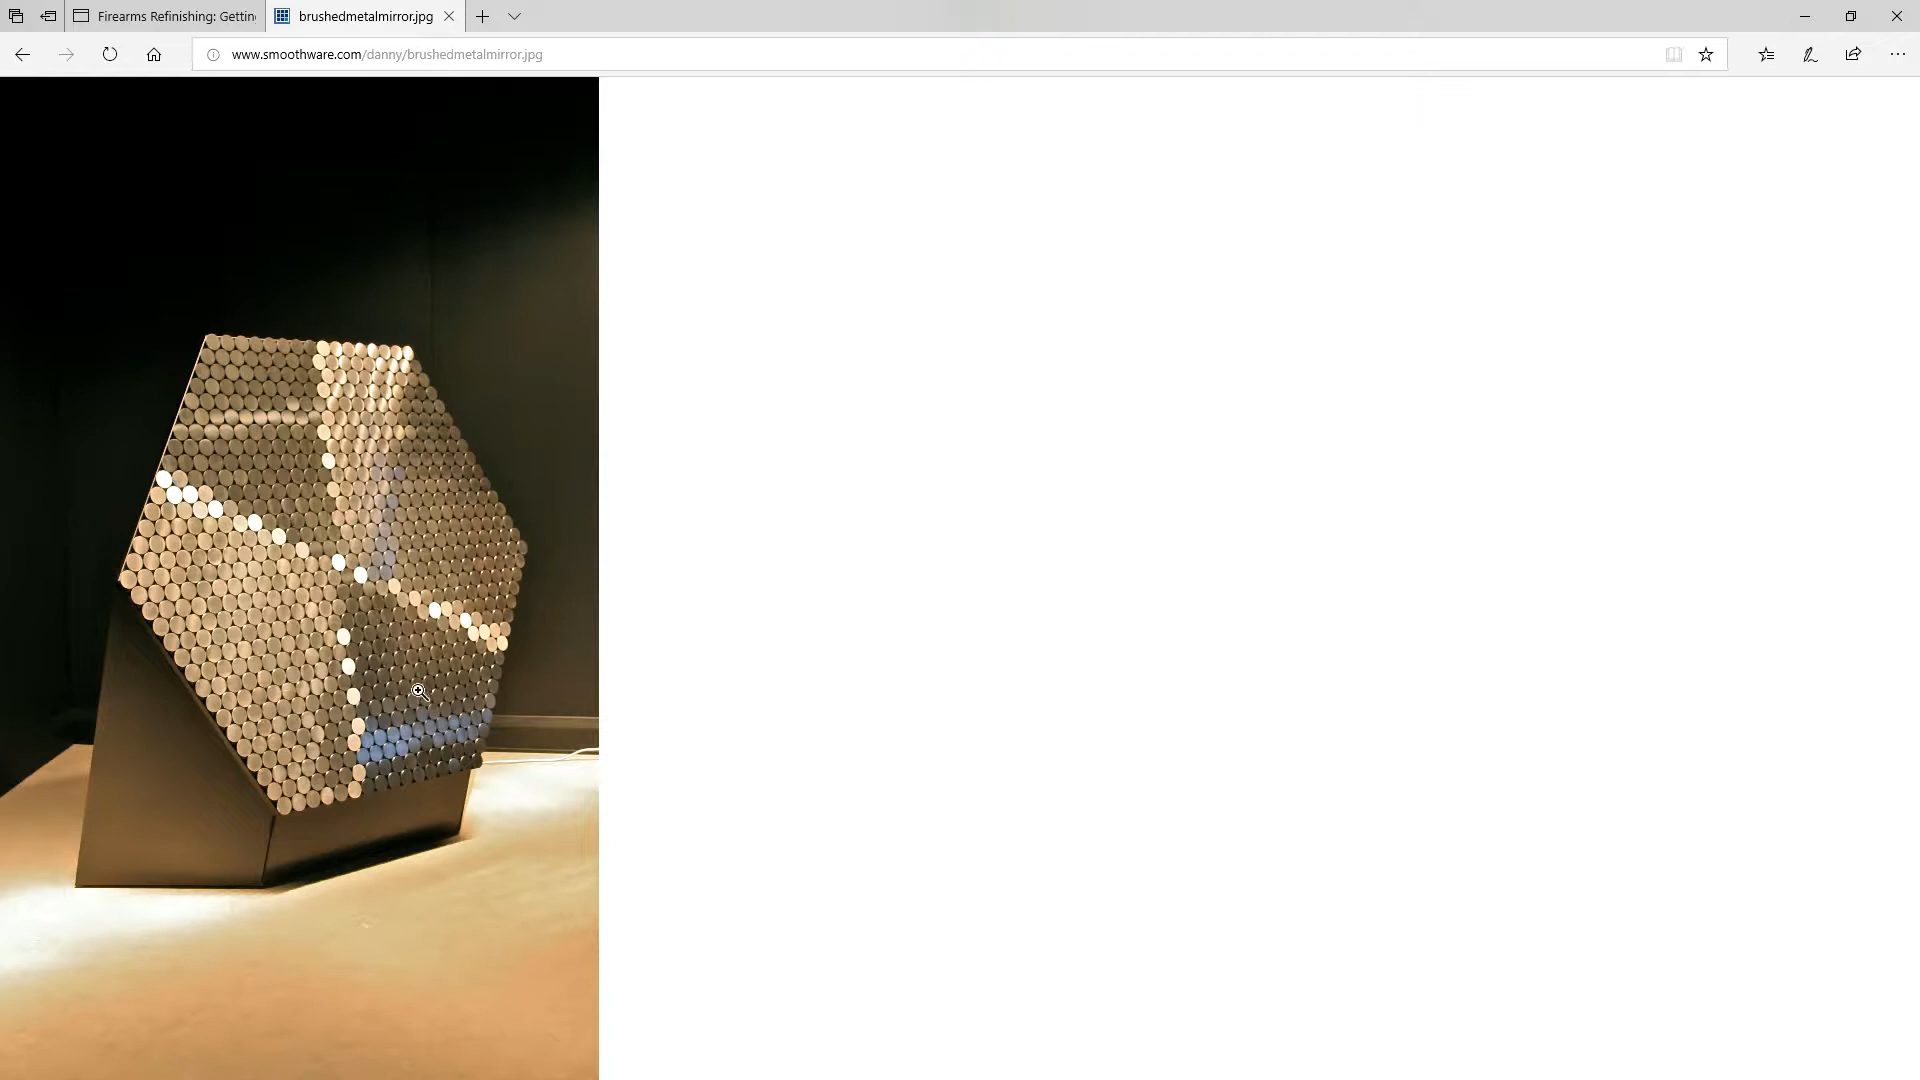 Firearms Refinishing: Gettin
brushedmetalmirror.jpg
www.smoothware.com/danny/brushedmetalmirror.jpg